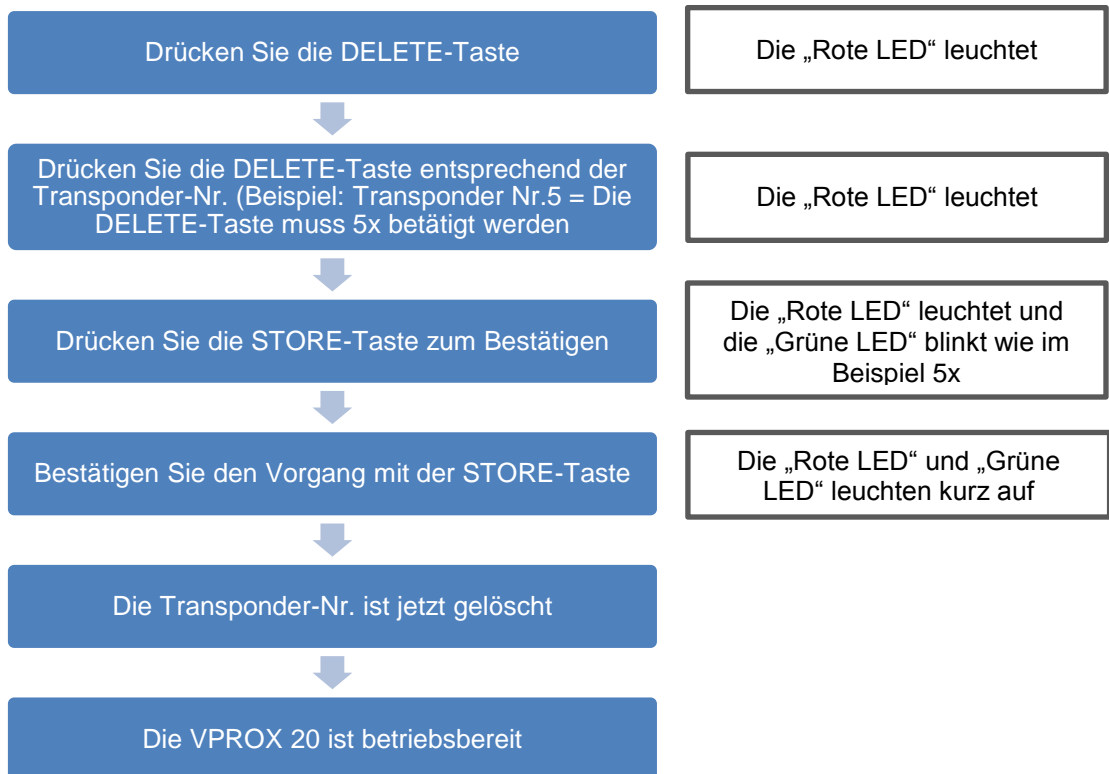 Drücken Sie die DELETE-Taste
Die „Rote LED“ leuchtet
Drücken Sie die DELETE-Taste entsprechend der
Transponder-Nr. (Beispiel: Transponder Nr.5 = Die
DELETE-Taste muss 5x betätigt werden
Die „Rote LED“ leuchtet
Drücken Sie die STORE-Taste zum Bestätigen
Die „Rote LED“ leuchtet und
die „Grüne LED“ blinkt wie im
Beispiel 5x
Bestätigen Sie den Vorgang mit der STORE-Taste
Die „Rote LED“ und „Grüne
LED“ leuchten kurz auf
Die Transponder-Nr. ist jetzt gelöscht
Die VPROX 20 ist betriebsbereit